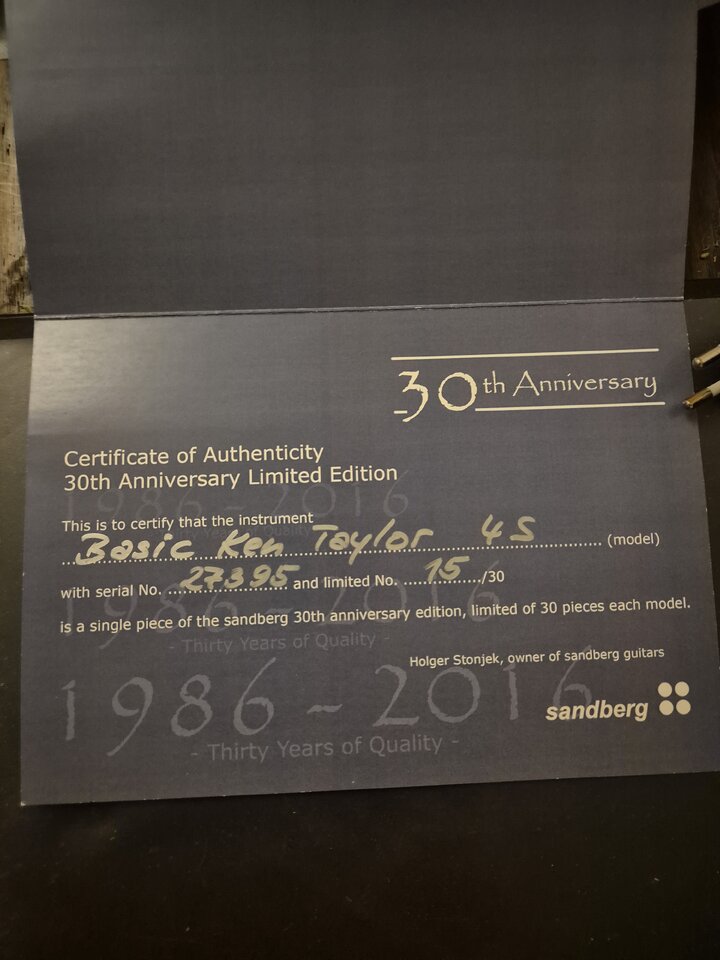 30th Anniversary
Certificate of Authenticity
30th Anniversary Limited Edition
1986 - 2016
This is to certify that the instrument
Basic Ken Taylor 4S (model)
with serial No. 27395 and limited No. 15/30
1986 - 2016
is a single piece of the sandberg 30th anniversary edition, limited of 30 pieces each model.
- Thirty Years of Quality -
Holger Stonjek, owner of sandberg guitars
1986 ~ 2016
sandberg
- Thirty Years of Quality -